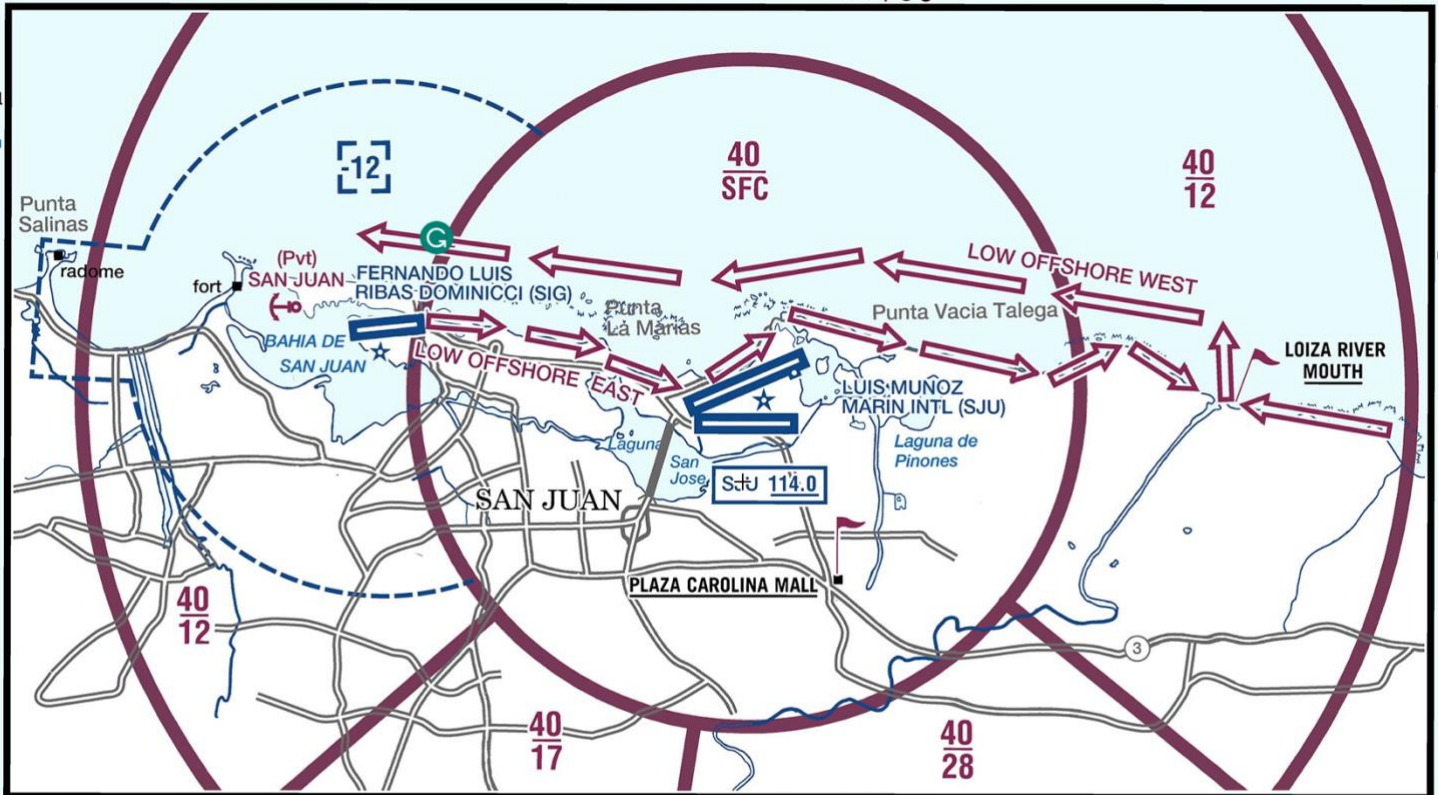 40
SFC
40
12
-12
Punta
Salinas
radome
fort
(Pvt)
SAN JUAN
FERNANDO LUIS
RIBAS DOMINICCI (SIG)
G
LOW OFFSHORE WEST
Punta
Lá Marias
Punta Vacia Talega
BAHIA DE
SAN JUAN
LOW OFFSHORE EAST
LOIZA RIVER
MOUTH
LUIS MUÑOZ
MARIN INTL (SJU)
Laguna
San
Jose
Laguna de
Pinones
SJU 114.0
SAN JUAN
PLAZA CAROLINA MALL
40
12
3
40
17
40
28